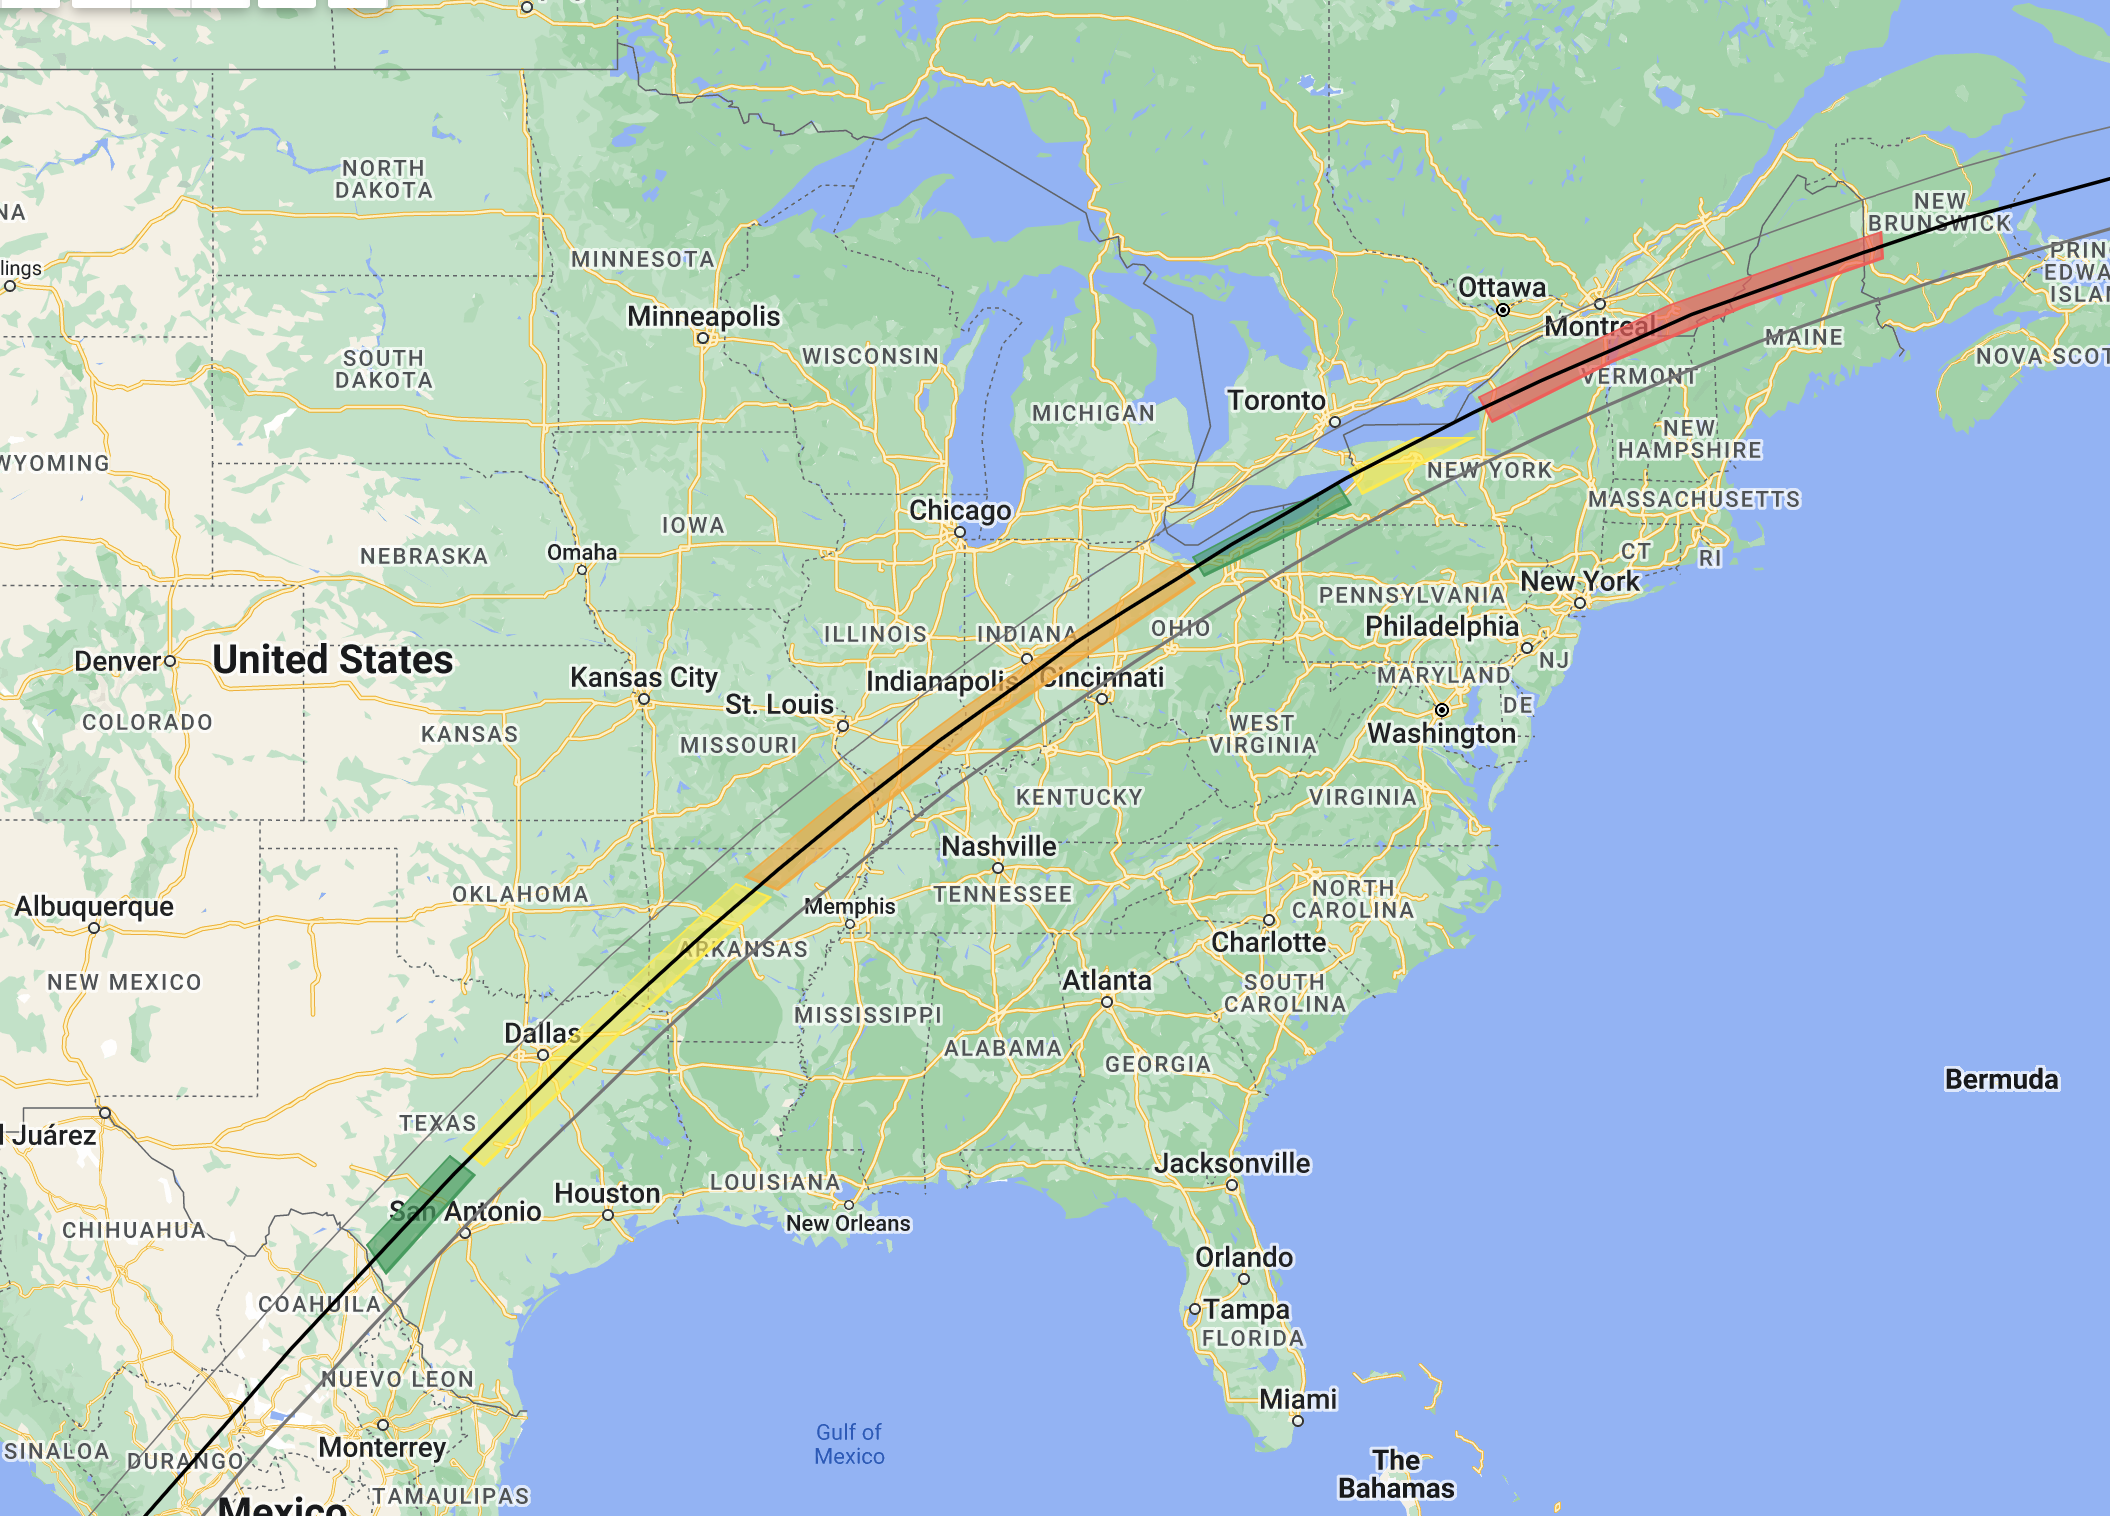 NORTH
DAKOTA
NA
MINNESOTA
lings
Minneapolis
WISCONSIN
SOUTH
DAKOTA
MICHIGAN
Ottawa
Montreal
Toronto
NEW
BRUNSWICK
PRIN
EDWA
ISLAN
MAINE
NOVA SCOT
VERMONT
NEW
HAMPSHIRE
NEW YORK
MASSACHUSETTS
CT
RI
WYOMING
Chicago
IOWA
NEBRASKA
Omaha
New York
PENNSYLVANIA
Philadelphia
NJ
OHIO
ILLINOIS
INDIANA
MARYLAND
DE
Denver
United States
Kansas City
St. Louis
Indianapolis
Cincinnati
COLORADO
KANSAS
MISSOURI
WEST
VIRGINIA
Washington
KENTUCKY
VIRGINIA
Nashville
TENNESSEE
NORTH
CAROLINA
Albuquerque
OKLAHOMA
Memphis
Charlotte
ARKANSAS
NEW MEXICO
Atlanta
SOUTH
CAROLINA
Dallas
MISSISSIPPI
ALABAMA
GEORGIA
Bermuda
Juárez
TEXAS
Jacksonville
LOUISIANA
Houston
San Antonio
New Orleans
CHIHUAHUA
Orlando
COAHUILA
Tampa
FLORIDA
NUEVO LEON
Miami
Gulf of
Mexico
Monterrey
SINALOA
DURANGO
The
Bahamas
TAMAULIPAS
Mexico